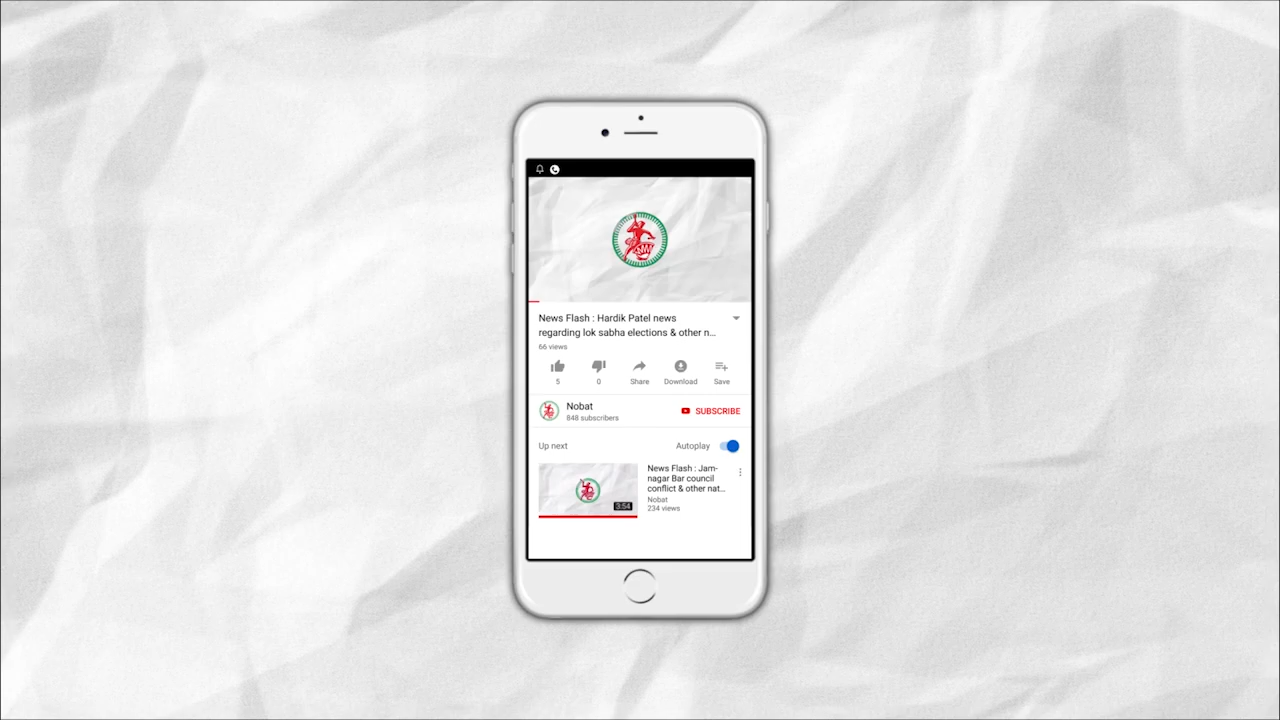 News Flash : Hardik Patel news
regarding lok sabha elections & other n...
66 views
5
0
Share
Download
Save
Nobat
848 subscribers
SUBSCRIBE
Up next
Autoplay
3:54
News Flash : Jam-
nagar Bar council
conflict & other nat...
Nobat
234 views